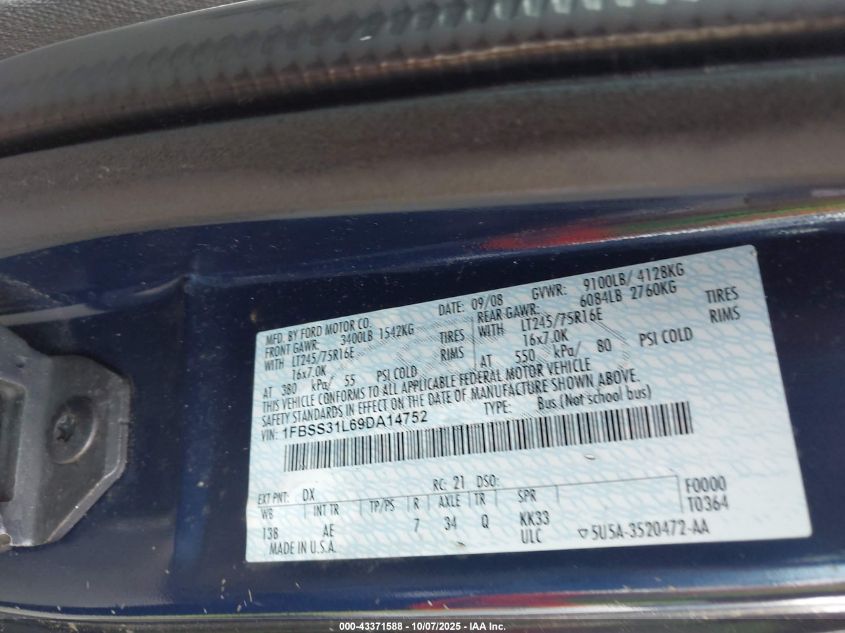 MFD. BY FORD MOTOR CO. DATE: 09/08 GVWR: 9100LB/ 4128KG
FRONT GAWR: 3400LB 1542KG REAR GAWR: 6084LB 2760KG
WITH LT245/75R16E TIRES WITH LT245/75R16E TIRES
16x7.0K RIMS 16x7.0K RIMS
AT 380 kPa/ 55 PSI COLD AT 550 kPa/ 80 PSI COLD
THIS VEHICLE CONFORMS TO ALL APPLICABLE FEDERAL MOTOR VEHICLE
SAFETY STANDARDS IN EFFECT ON THE DATE OF MANUFACTURE SHOWN ABOVE.
VIN: 1FBSS31L69DA14752 TYPE: Bus (Not school bus)
EXT PNT: DX RC: 21 DSO: F0000
WB INT TR TP/PS R AXLE TR SPR T0364
13B AE 7 34 Q KK33
MADE IN U.S.A. ULC ▽5U5A-3520472-AA
000-43371588 - 10/07/2025 - IAA Inc.